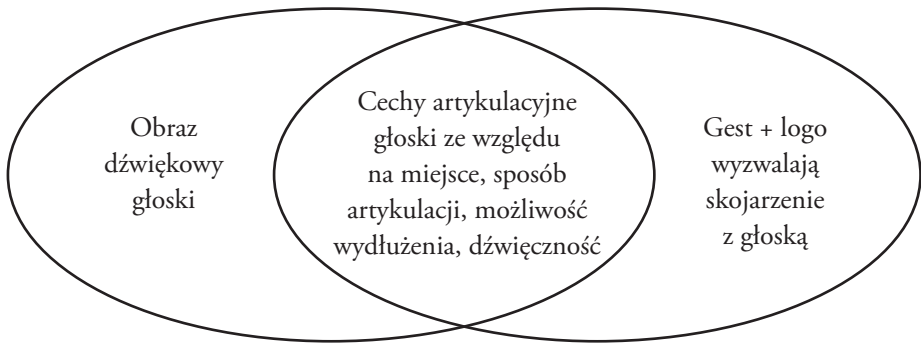 Obraz
dźwiękowy
głoski
Cechy artykulacyjne
głoski ze względu
na miejsce, sposób
artykulacji, możliwość
wydłużenia, dźwięczność
Gest + logo
wyzwalają
skojarzenie
z głoską